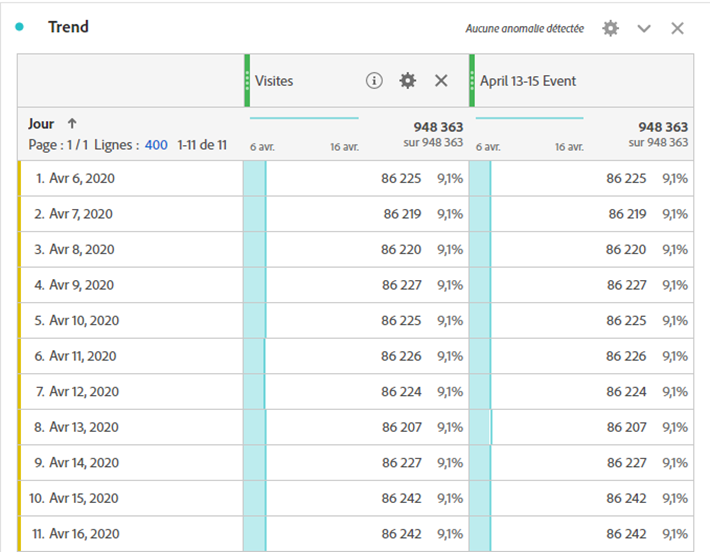 Trend Aucune anomalie détectée
Visites April 13-15 Event
Jour ↑ 948 363 948 363
Page : 1 / 1 Lignes : 400 1-11 de 11 6 avr. 16 avr. sur 948 363 6 avr. 16 avr. sur 948 363
1. Avr 6, 2020 86 225 9,1% 86 225 9,1%
2. Avr 7, 2020 86 219 9,1% 86 219 9,1%
3. Avr 8, 2020 86 220 9,1% 86 220 9,1%
4. Avr 9, 2020 86 227 9,1% 86 227 9,1%
5. Avr 10, 2020 86 225 9,1% 86 225 9,1%
6. Avr 11, 2020 86 226 9,1% 86 226 9,1%
7. Avr 12, 2020 86 224 9,1% 86 224 9,1%
8. Avr 13, 2020 86 207 9,1% 86 207 9,1%
9. Avr 14, 2020 86 227 9,1% 86 227 9,1%
10. Avr 15, 2020 86 242 9,1% 86 242 9,1%
11. Avr 16, 2020 86 242 9,1% 86 242 9,1%